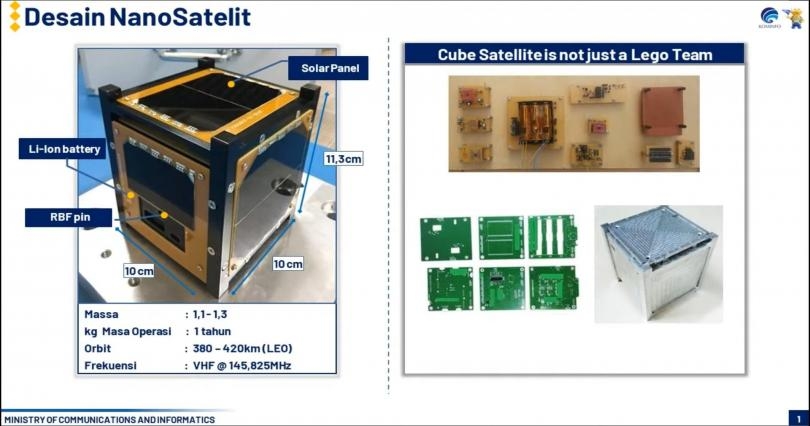 Desain NanoSatelit
KOMINFO
Solar Panel
Li-Ion battery
RBF pin
11,3cm
10 cm
10 cm
Massa : 1,1 - 1,3
kg Masa Operasi : 1 tahun
Orbit : 380 – 420km (LEO)
Frekuensi : VHF @ 145,825MHz
Cube Satellite is not just a Lego Team
MINISTRY OF COMMUNICATIONS AND INFORMATICS
1